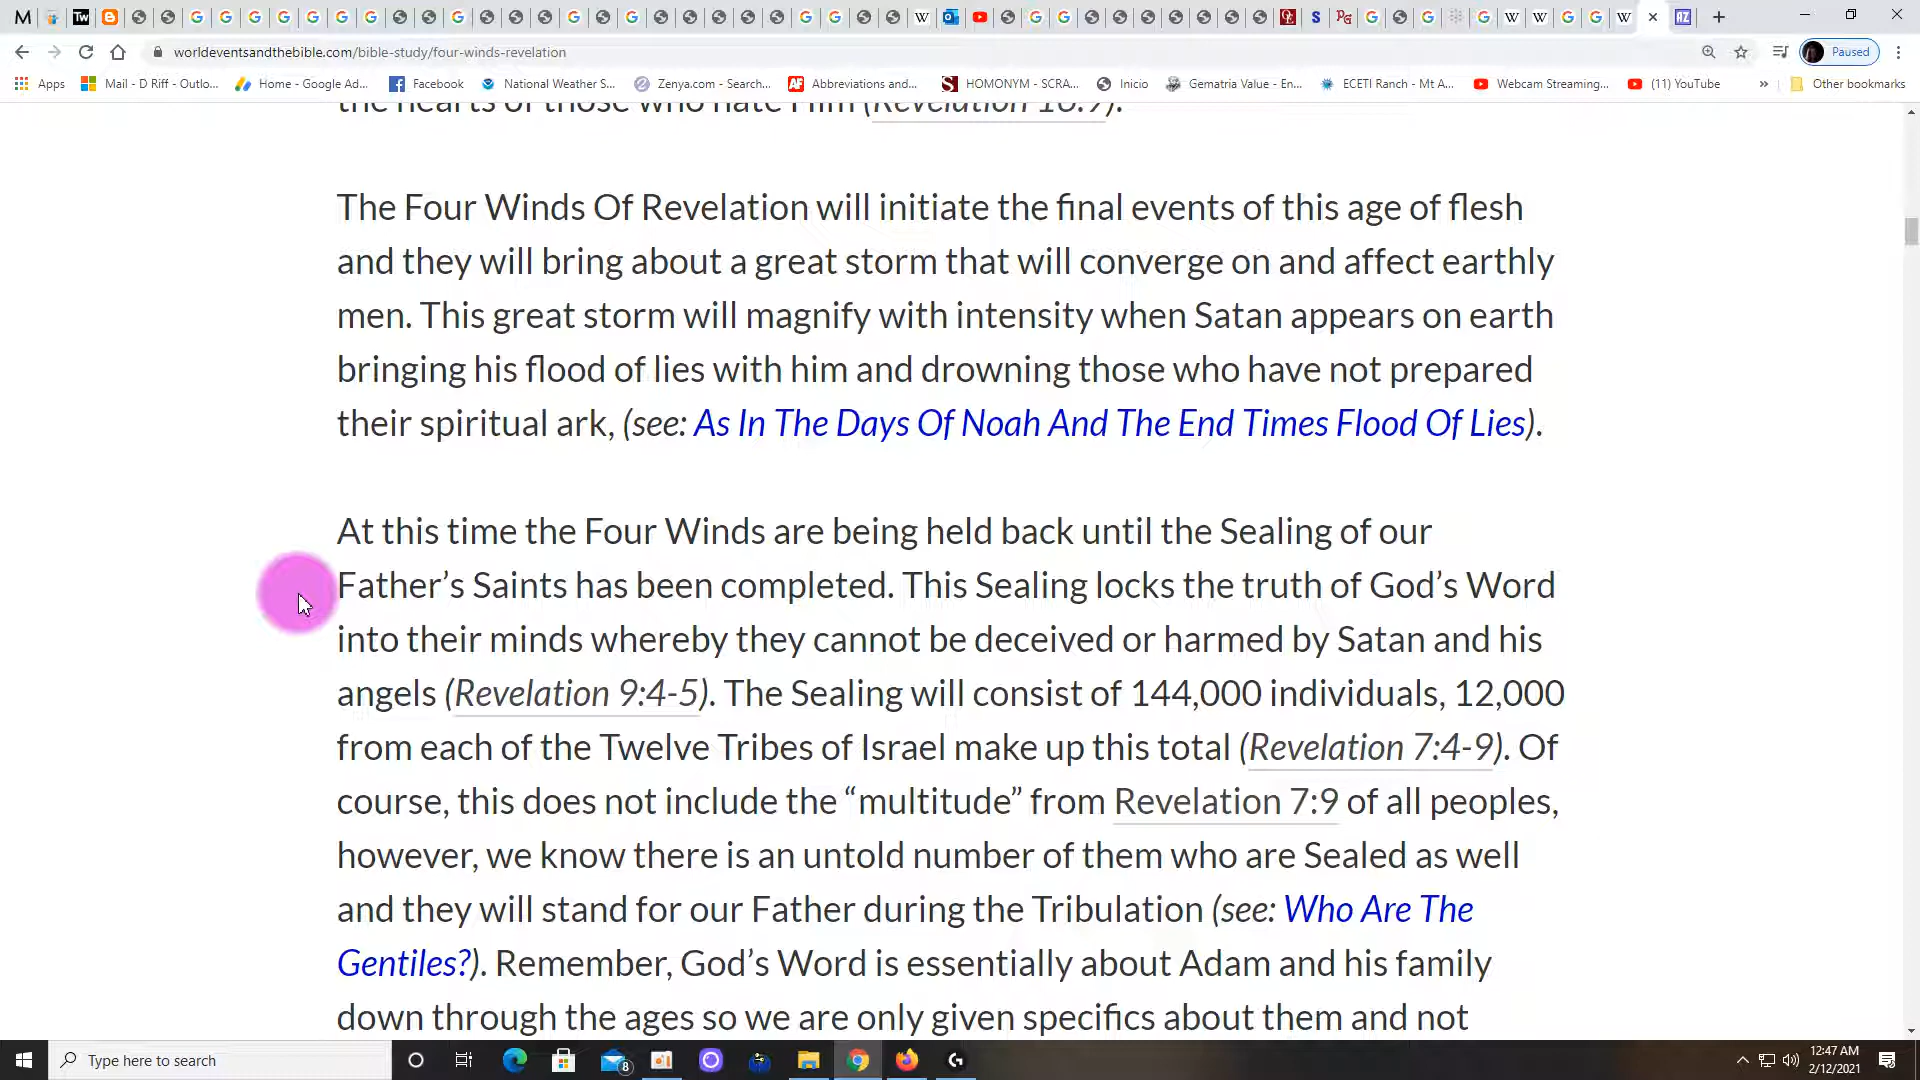 worldeventsandthebible.com/bible-study/four-winds-revelation
Paused
Apps
Mail - D Riff - Outlo...
Home - Google Ad...
Facebook
National Weather S...
Zenya.com - Search...
Abbreviations and...
HOMONYM - SCRA...
Inicio
Gematria Value - En...
ECETI Ranch - Mt A...
Webcam Streaming...
(11) YouTube
Other bookmarks
the hearts of those who hate Him (Revelation 16:9).
The Four Winds Of Revelation will initiate the final events of this age of flesh
and they will bring about a great storm that will converge on and affect earthly
men. This great storm will magnify with intensity when Satan appears on earth
bringing his flood of lies with him and drowning those who have not prepared
their spiritual ark, (see: As In The Days Of Noah And The End Times Flood Of Lies).
At this time the Four Winds are being held back until the Sealing of our
Father’s Saints has been completed. This Sealing locks the truth of God’s Word
into their minds whereby they cannot be deceived or harmed by Satan and his
angels (Revelation 9:4-5). The Sealing will consist of 144,000 individuals, 12,000
from each of the Twelve Tribes of Israel make up this total (Revelation 7:4-9). Of
course, this does not include the “multitude” from Revelation 7:9 of all peoples,
however, we know there is an untold number of them who are Sealed as well
and they will stand for our Father during the Tribulation (see: Who Are The
Gentiles?). Remember, God’s Word is essentially about Adam and his family
down through the ages so we are only given specifics about them and not
Type here to search
8
12:47 AM
2/12/2021